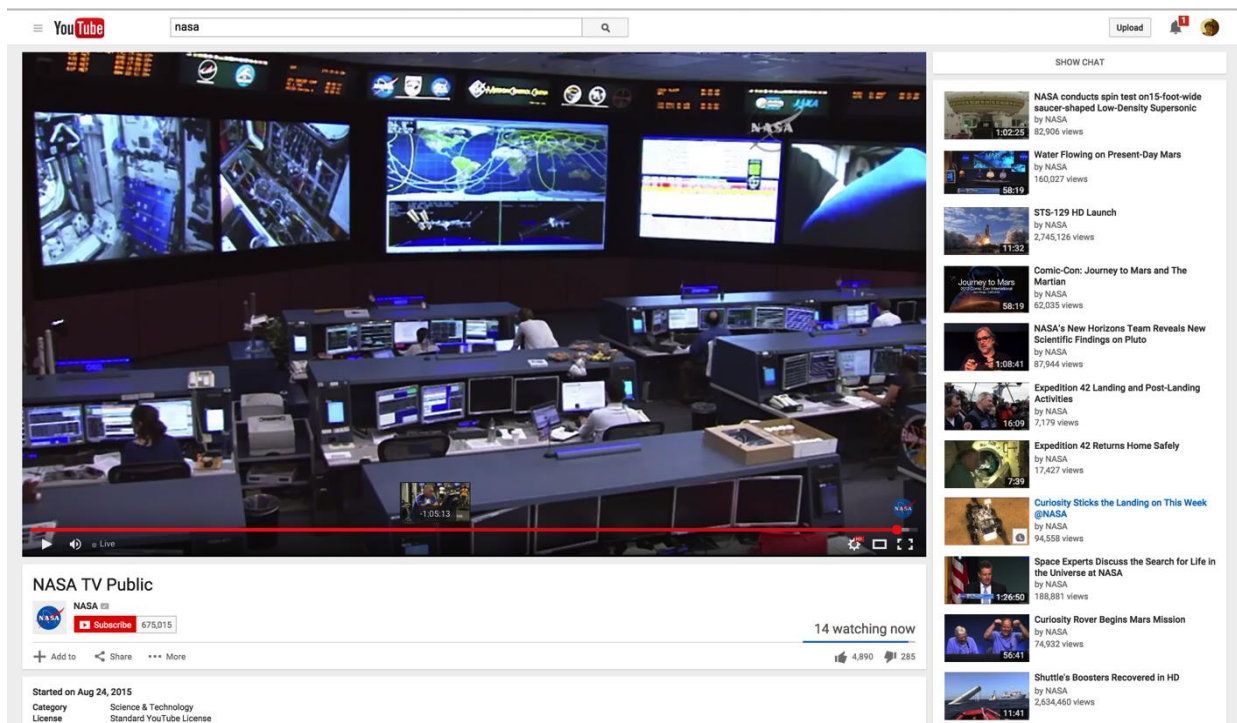 YouTube
nasa
Upload
1
NASA
-1:05:13
NASA
Live
HD
SHOW CHAT
NASA conducts spin test on15-foot-wide
saucer-shaped Low-Density Supersonic
by NASA
82,906 views
1:02:25
Water Flowing on Present-Day Mars
by NASA
160,027 views
58:19
STS-129 HD Launch
by NASA
2,745,126 views
11:32
Comic-Con: Journey to Mars and The
Martian
by NASA
62,035 views
Journey to Mars
58:19
NASA's New Horizons Team Reveals New
Scientific Findings on Pluto
by NASA
87,944 views
1:08:41
Expedition 42 Landing and Post-Landing
Activities
by NASA
7,179 views
16:09
Expedition 42 Returns Home Safely
by NASA
17,427 views
7:39
Curiosity Sticks the Landing on This Week
@NASA
by NASA
94,558 views
Space Experts Discuss the Search for Life in
the Universe at NASA
by NASA
188,881 views
1:26:50
Curiosity Rover Begins Mars Mission
by NASA
74,932 views
56:41
Shuttle's Boosters Recovered in HD
by NASA
2,634,460 views
11:41
NASA TV Public
NASA
NASA
Subscribe 675,015
14 watching now
Add to Share More
4,890 285
Started on Aug 24, 2015
Category Science & Technology
License Standard YouTube License